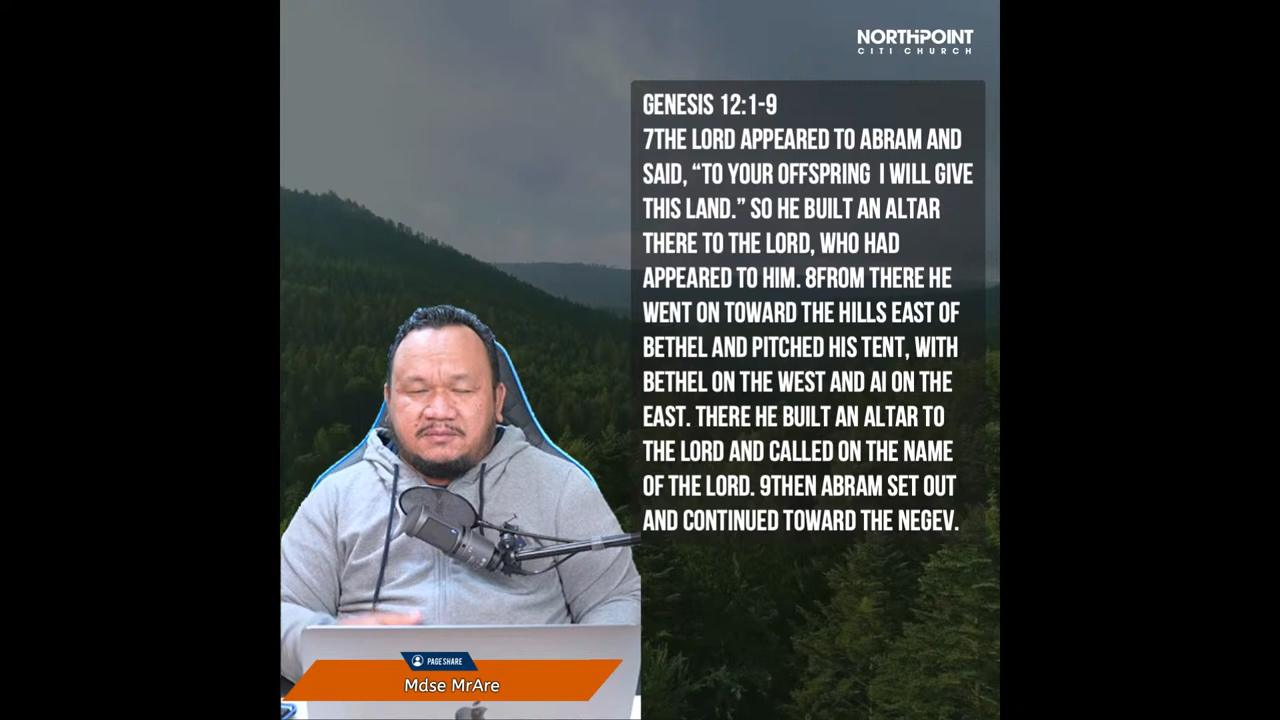 NORTHPOINT
CITI CHURCH
GENESIS 12:1-9
7THE LORD APPEARED TO ABRAM AND
SAID, “TO YOUR OFFSPRING I WILL GIVE
THIS LAND.” SO HE BUILT AN ALTAR
THERE TO THE LORD, WHO HAD
APPEARED TO HIM. 8FROM THERE HE
WENT ON TOWARD THE HILLS EAST OF
BETHEL AND PITCHED HIS TENT, WITH
BETHEL ON THE WEST AND AI ON THE
EAST. THERE HE BUILT AN ALTAR TO
THE LORD AND CALLED ON THE NAME
OF THE LORD. 9THEN ABRAM SET OUT
AND CONTINUED TOWARD THE NEGEV.
PAGE SHARE
Mdse MrAre